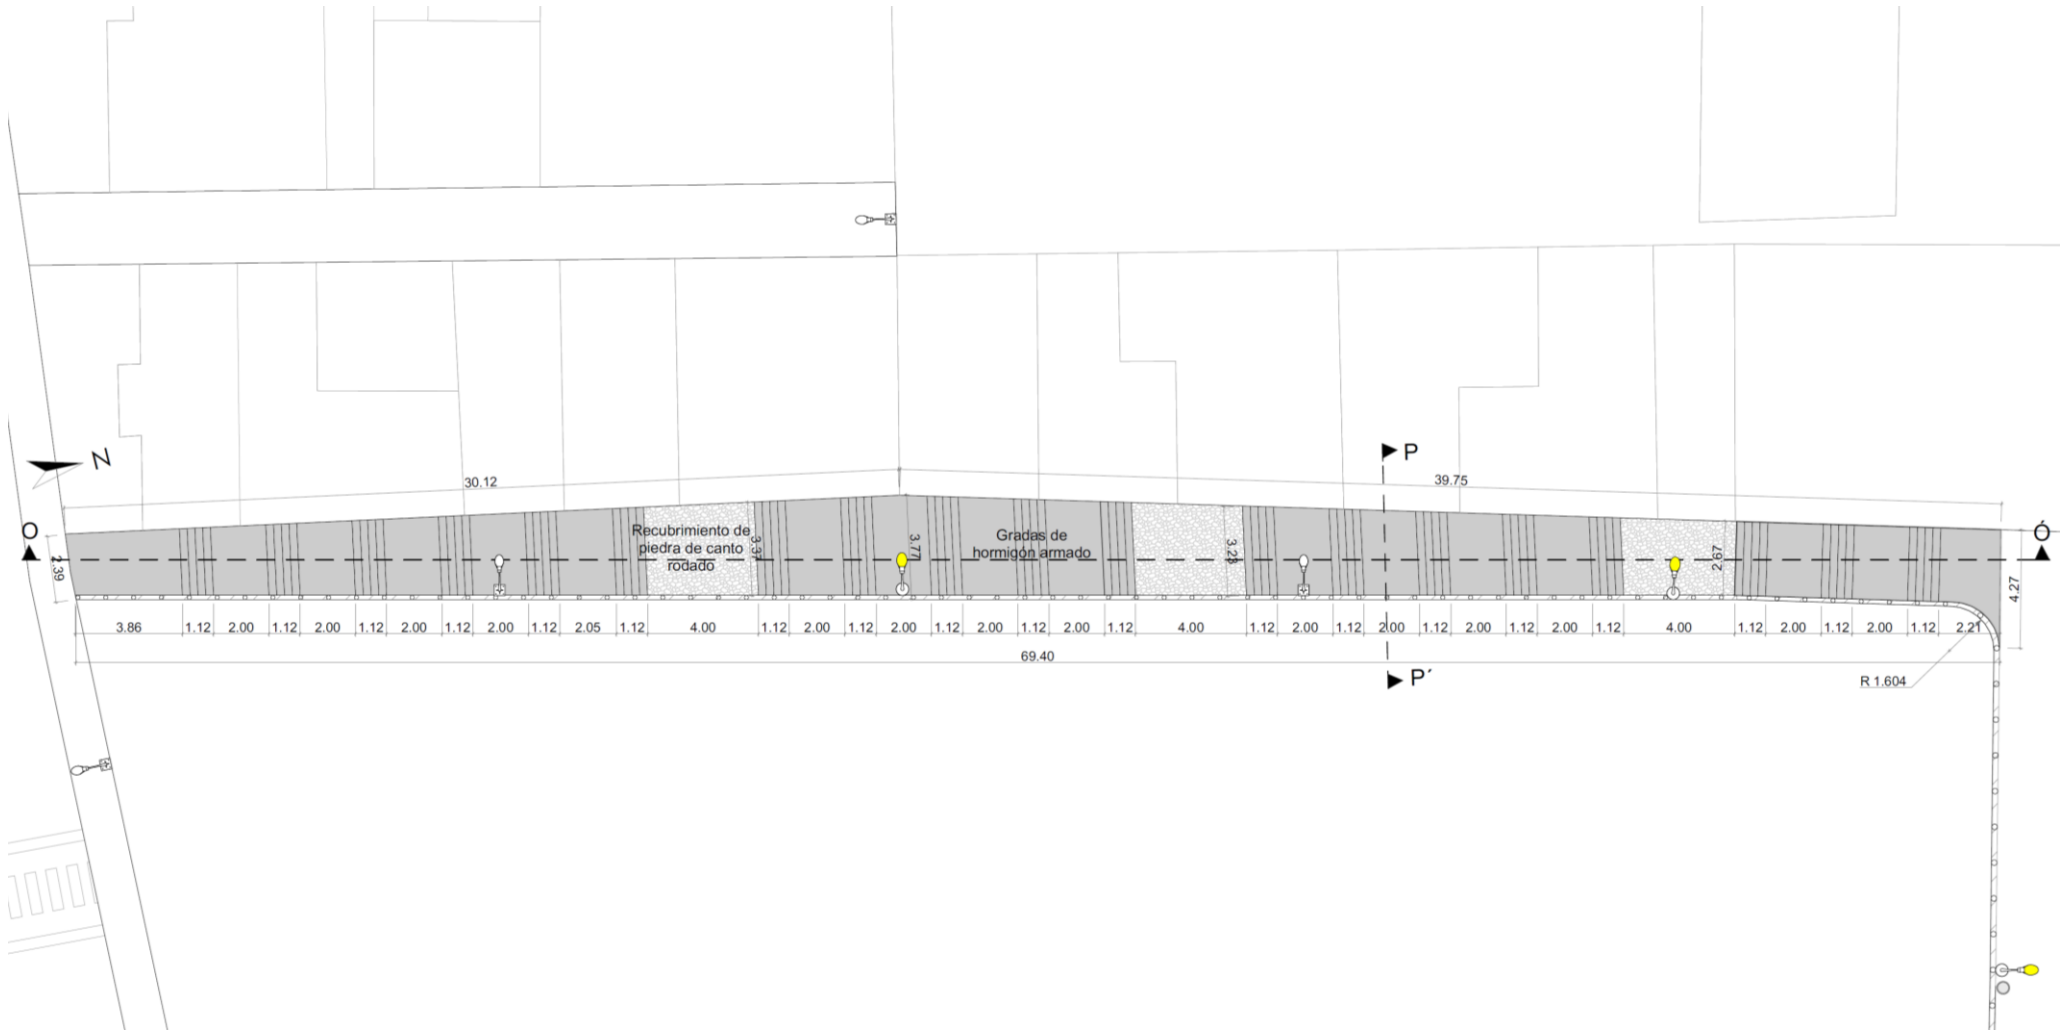 P
N
30.12
39.75
O
Ó
Recubrimiento de
piedra de canto
rodado
Gradas de
hormigón armado
2.39
3.37
3.77
3.23
2.67
4.27
3.86 1.12 2.00 1.12 2.00 1.12 2.00 1.12 2.00 1.12 2.05 1.12 4.00 1.12 2.00 1.12 2.00 1.12 2.00 1.12 2.00 1.12 4.00 1.12 2.00 1.12 2.00 1.12 2.00 1.12 2.00 1.12 4.00 1.12 2.00 1.12 2.00 1.12 2.21
69.40
P´
R 1.604